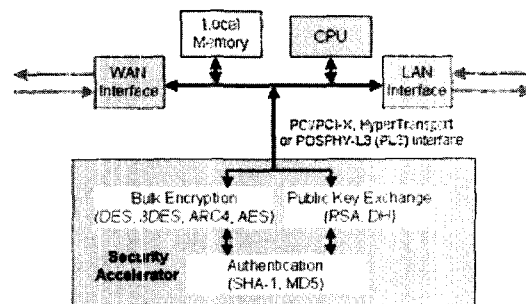 Local
Memory
CPU
WAN
Interface
LAN
Interface
PCI/PCI-X, HyperTransport
or POSPHY-L3 (PL3) interface
Bulk Encryption
(DES, 3DES, ARC4, AES)
Public Key Exchange
(RSA, DH)
Security
Accelerator
Authentication
(SHA-1, MD5)